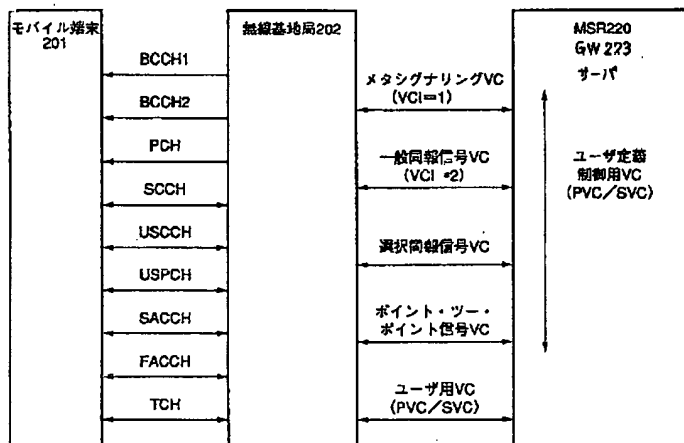 モバイル端末
201
無線基地局202
MSR220
GW223
サーバ
BCCH1
BCCH2
PCH
SCCH
USCCH
USPCH
SACCH
FACCH
TCH
メタシグナリングVC
(VCI=1)
一般同報信号VC
(VCI=2)
選択同報信号VC
ポイント・ツー・
ポイント信号VC
ユーザ用VC
(PVC/SVC)
ユーザ定義
制御用VC
(PVC/SVC)